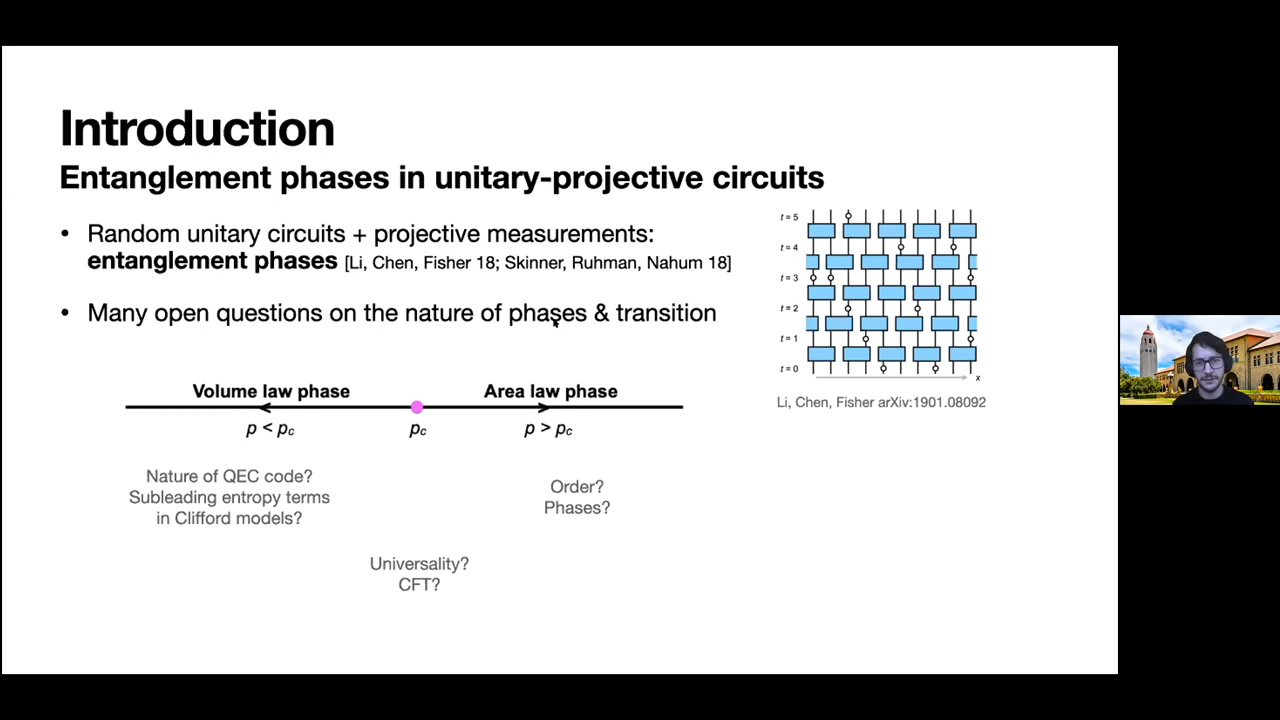 Introduction
Entanglement phases in unitary-projective circuits
• Random unitary circuits + projective measurements:
entanglement phases [Li, Chen, Fisher 18; Skinner, Ruhman, Nahum 18]
• Many open questions on the nature of phases & transition
Volume law phase
Area law phase
p < pc
pc
p > pc
Nature of QEC code?
Subleading entropy terms
in Clifford models?
Order?
Phases?
Universality?
CFT?
t = 5
t = 4
t = 3
t = 2
t = 1
t = 0
x
Li, Chen, Fisher arXiv:1901.08092